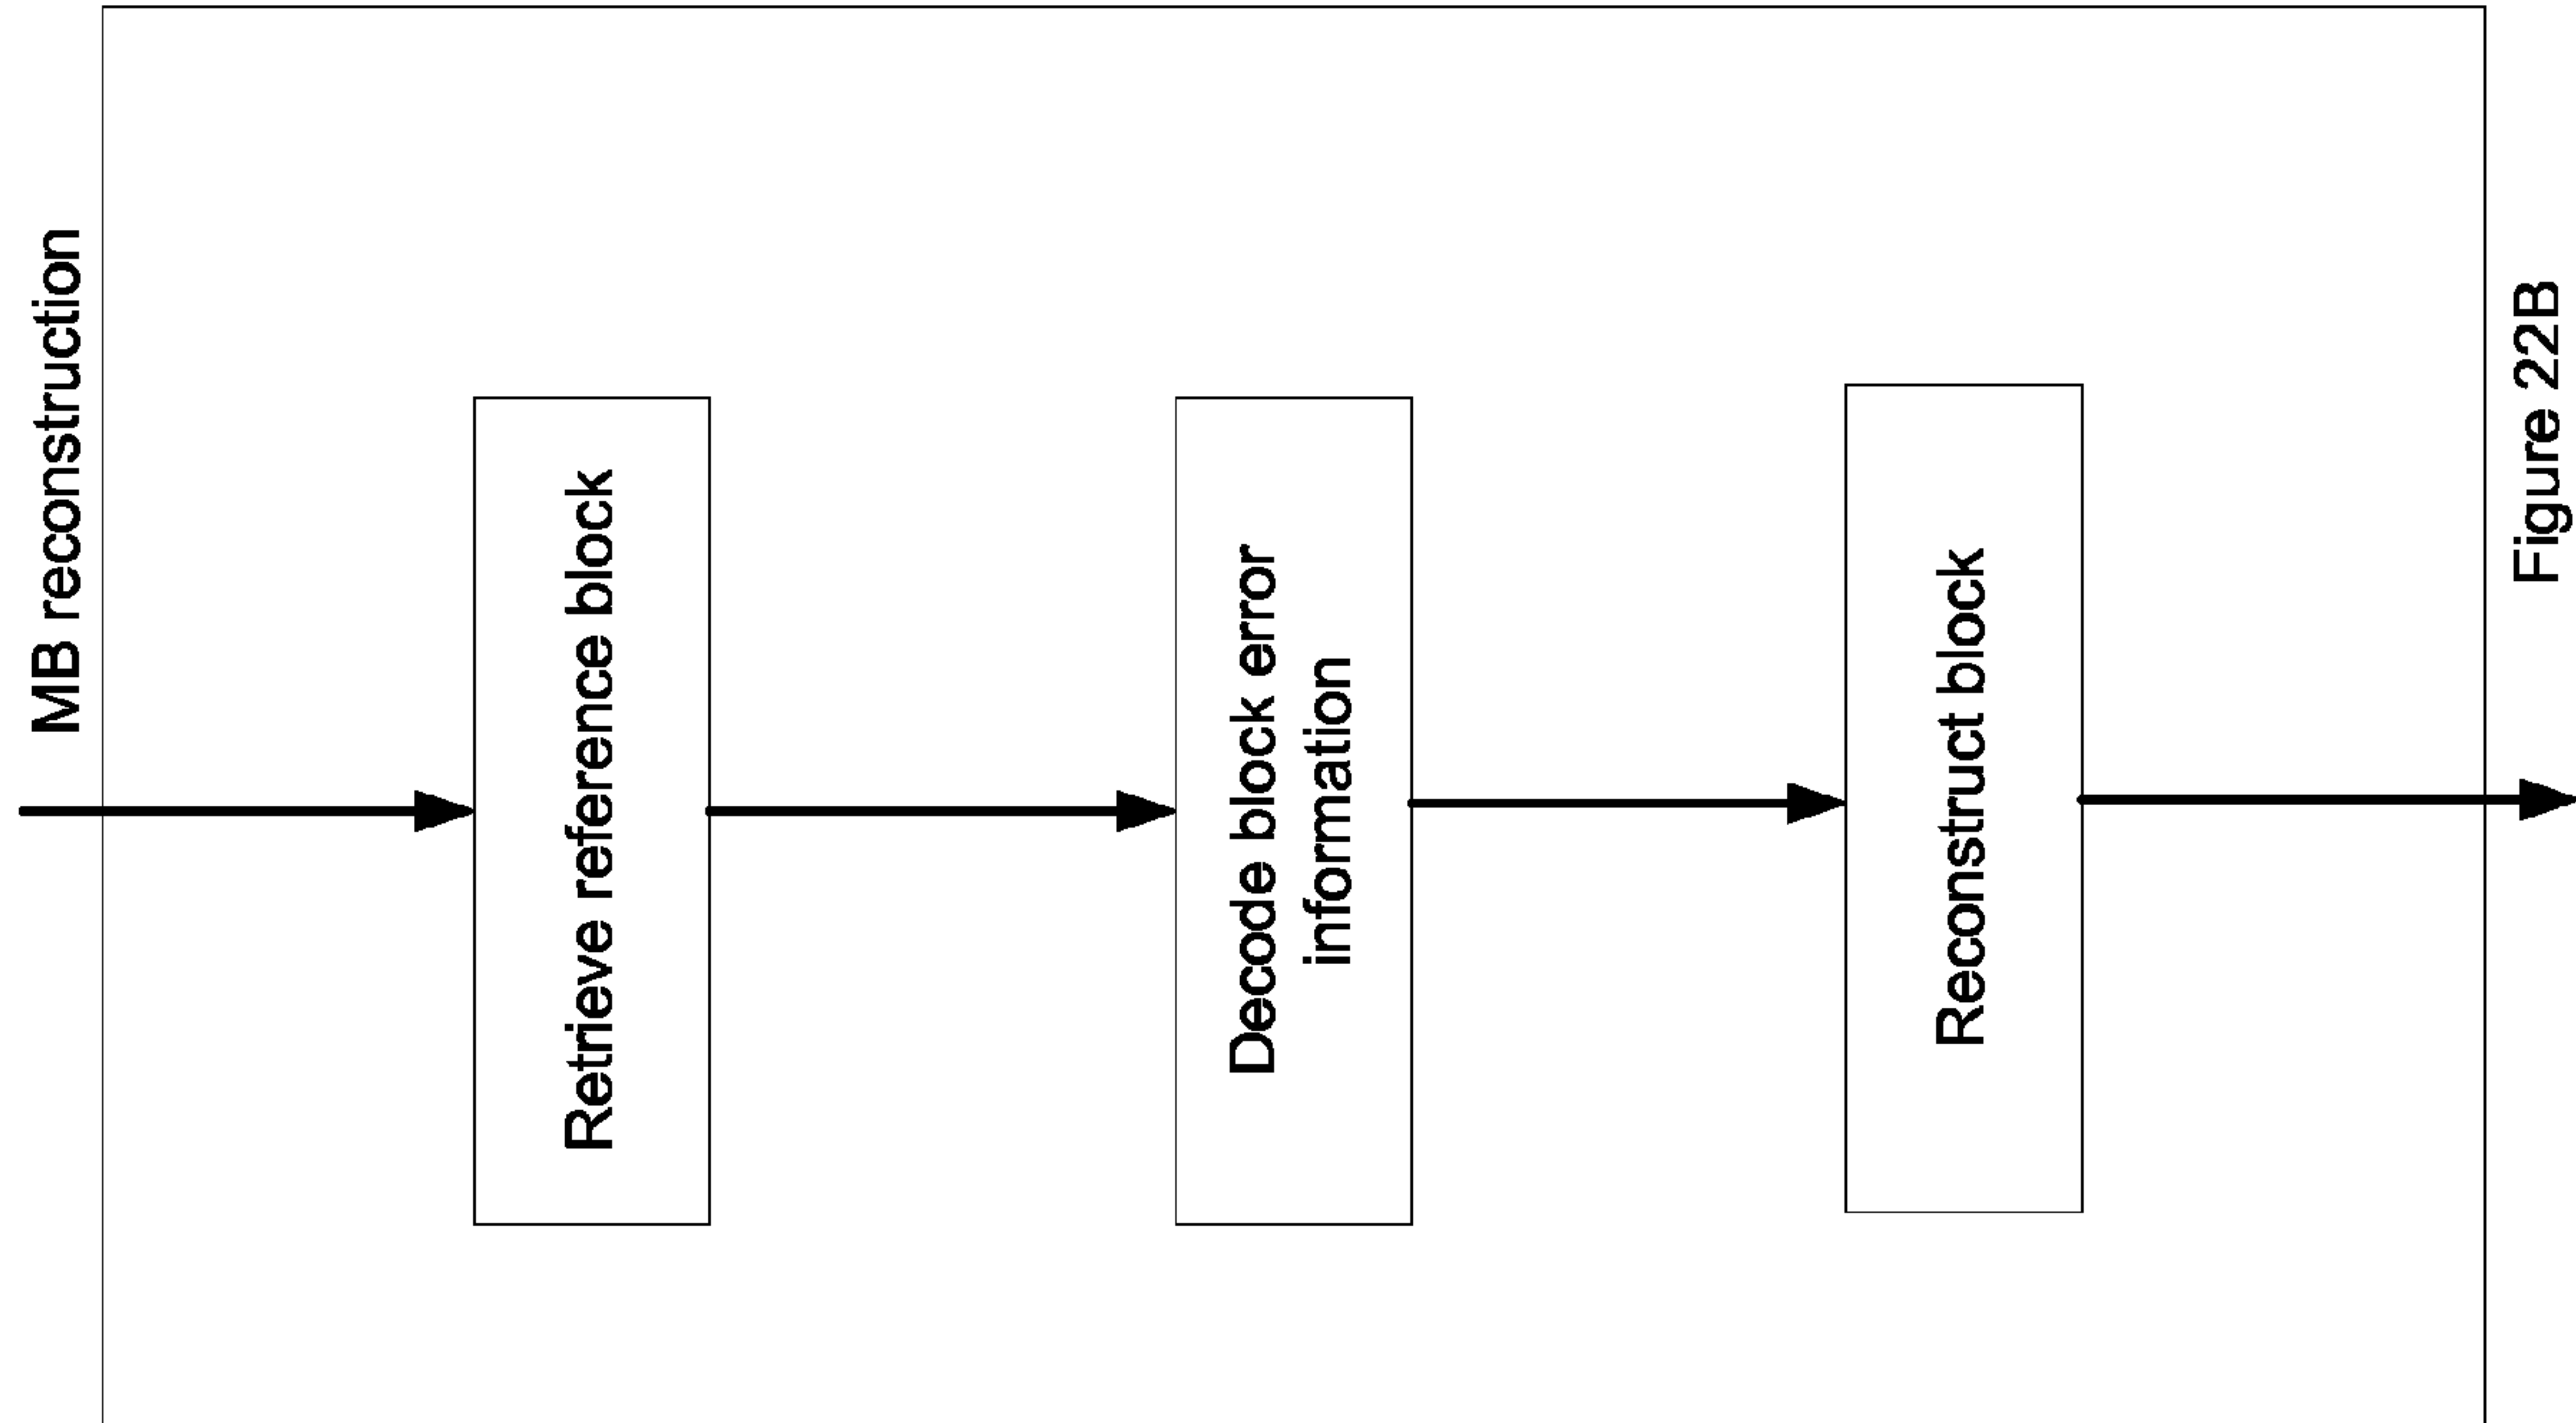 MB reconstruction
Retrieve reference block
Decode block error
information
Reconstruct block
Figure 22B